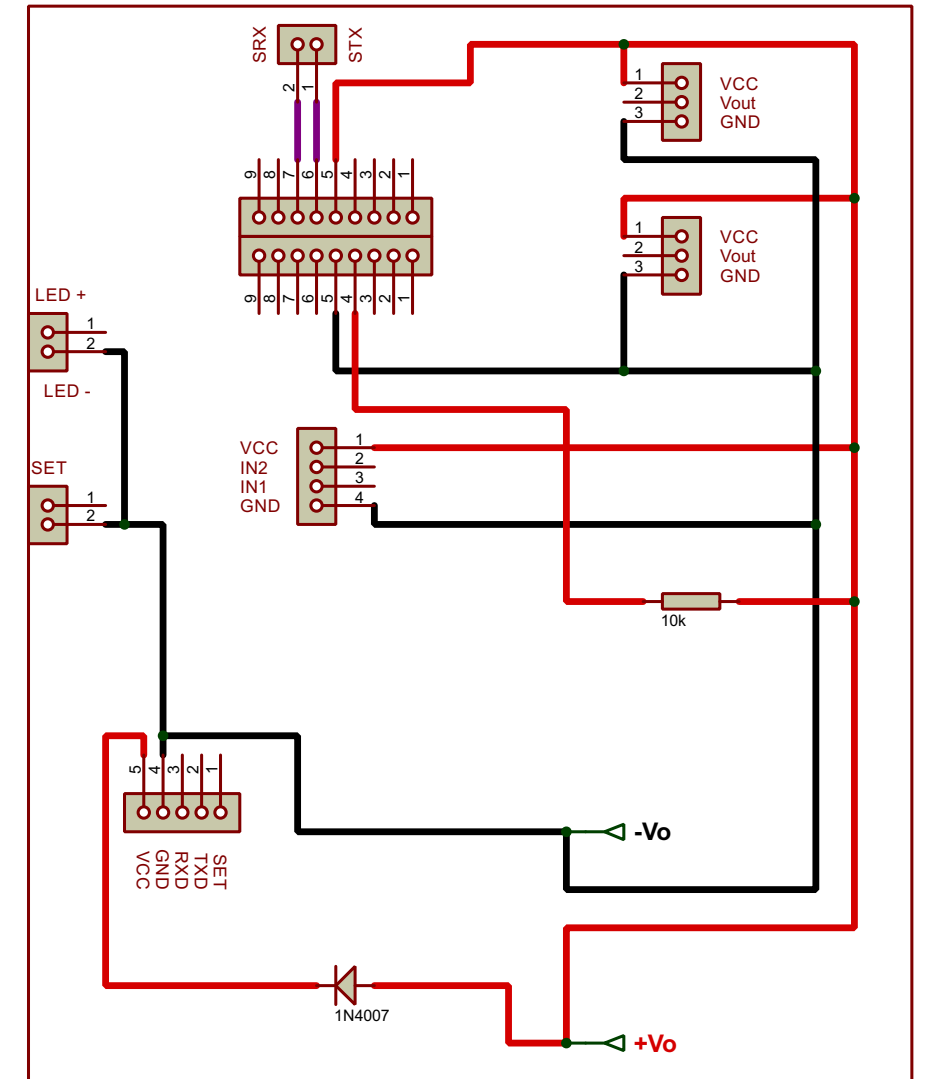 SRX
STX
2
1
1
2
3
VCC
Vout
GND
9
8
7
6
5
4
3
2
1
1
2
3
VCC
Vout
GND
9
8
7
6
5
4
3
2
1
LED +
1
2
LED -
VCC
IN2
IN1
GND
1
2
3
4
SET
1
2
10k
5
4
3
2
1
VCC
GND
RXD
TXD
SET
-Vo
1N4007
+Vo